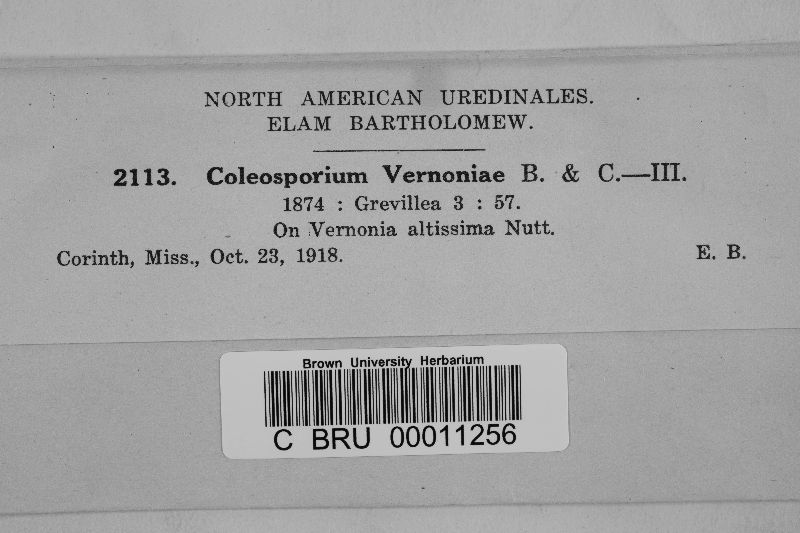 NORTH AMERICAN UREDINALES.
ELAM BARTHOLOMEW.
2113. Coleosporium Vernoniae B. & C.—III.
1874 : Grevillea 3 : 57.
On Vernonia altissima Nutt.
Corinth, Miss., Oct. 23, 1918. E. B.
Brown University Herbarium
C BRU 00011256